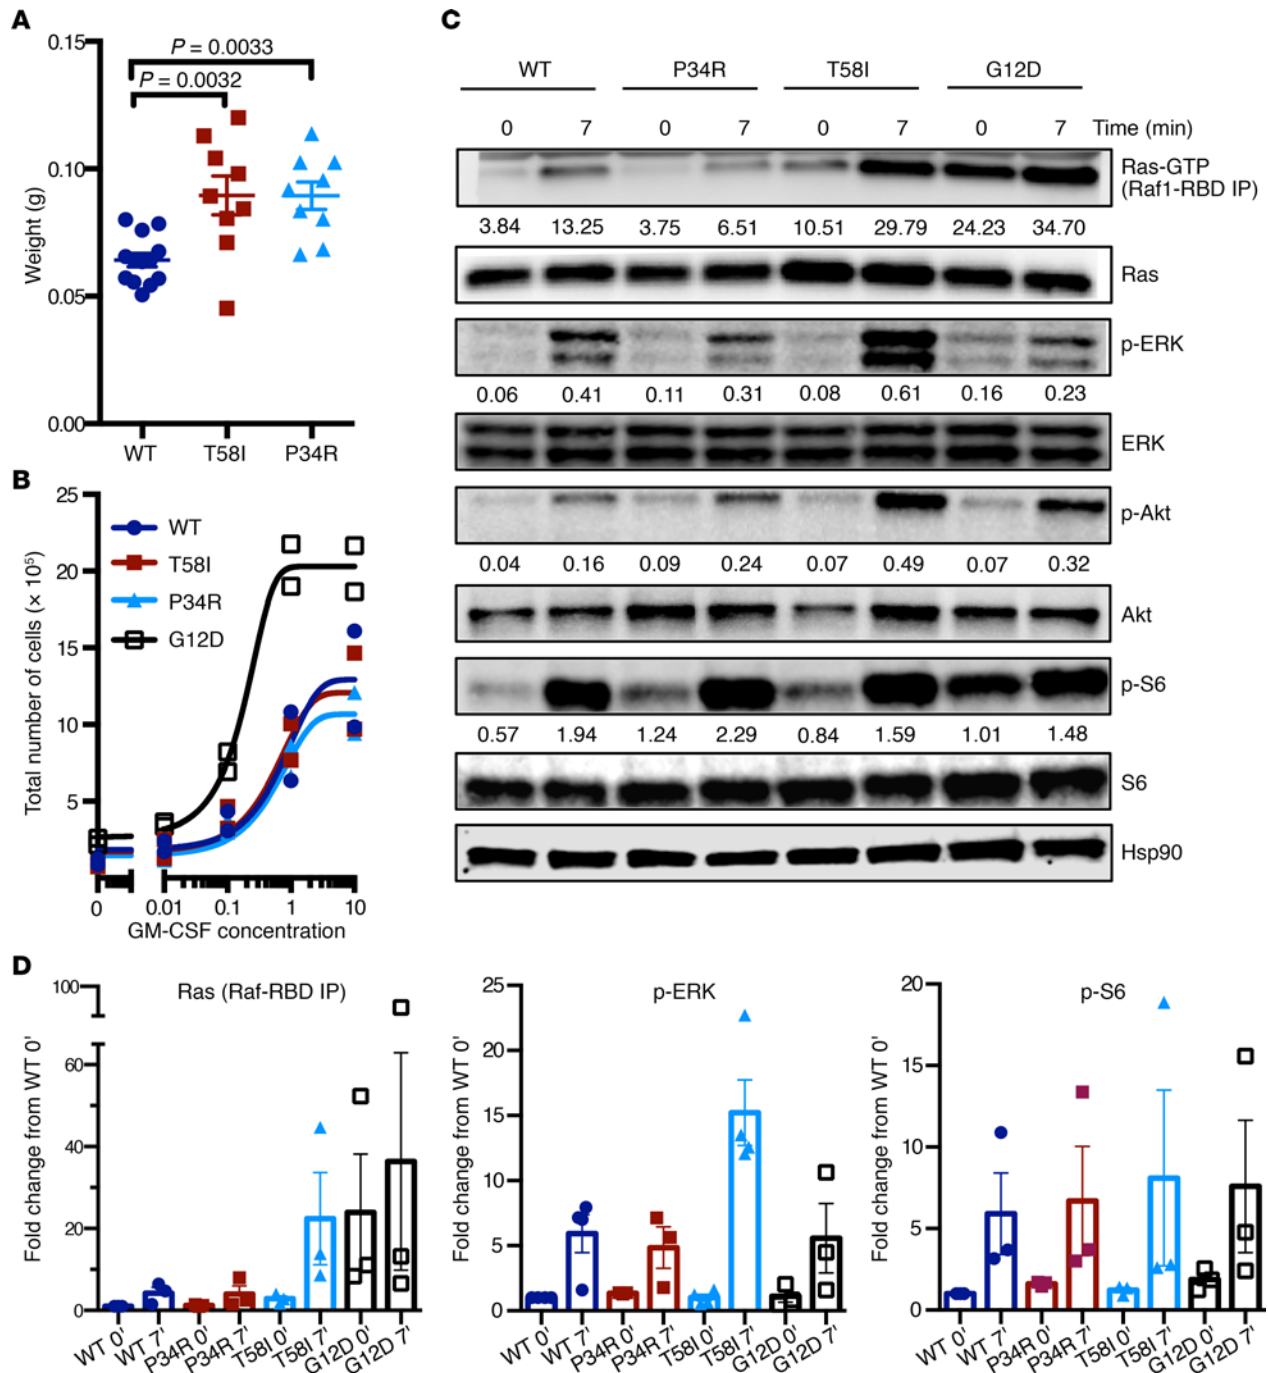 A
0.15
0.10
0.05
0.00
Weight (g)
P = 0.0033
P = 0.0032
WT T58I P34R
B
25
20
15
10
5
Total number of cells (× 10⁵)
WT
T58I
P34R
G12D
0 0.01 0.1 1 10
GM-CSF concentration
C
WT P34R T58I G12D
0 7 0 7 0 7 0 7 Time (min)
Ras-GTP
(Raf1-RBD IP)
3.84 13.25 3.75 6.51 10.51 29.79 24.23 34.70
Ras
p-ERK
0.06 0.41 0.11 0.31 0.08 0.61 0.16 0.23
ERK
p-Akt
0.04 0.16 0.09 0.24 0.07 0.49 0.07 0.32
Akt
p-S6
0.57 1.94 1.24 2.29 0.84 1.59 1.01 1.48
S6
Hsp90
D
Ras (Raf-RBD IP)
100
60
40
20
0
Fold change from WT 0'
WT 0' WT 7' P34R 0' P34R 7' T58I 0' T58I 7' G12D 0' G12D 7'
p-ERK
25
20
15
10
5
0
Fold change from WT 0'
WT 0' WT 7' P34R 0' P34R 7' T58I 0' T58I 7' G12D 0' G12D 7'
p-S6
20
15
10
5
0
Fold change from WT 0'
WT 0' WT 7' P34R 0' P34R 7' T58I 0' T58I 7' G12D 0' G12D 7'